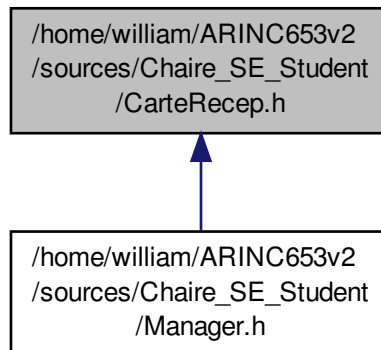 /home/william/ARINC653v2
/sources/Chaire_SE_Student
/CarteRecep.h
/home/william/ARINC653v2
/sources/Chaire_SE_Student
/Manager.h